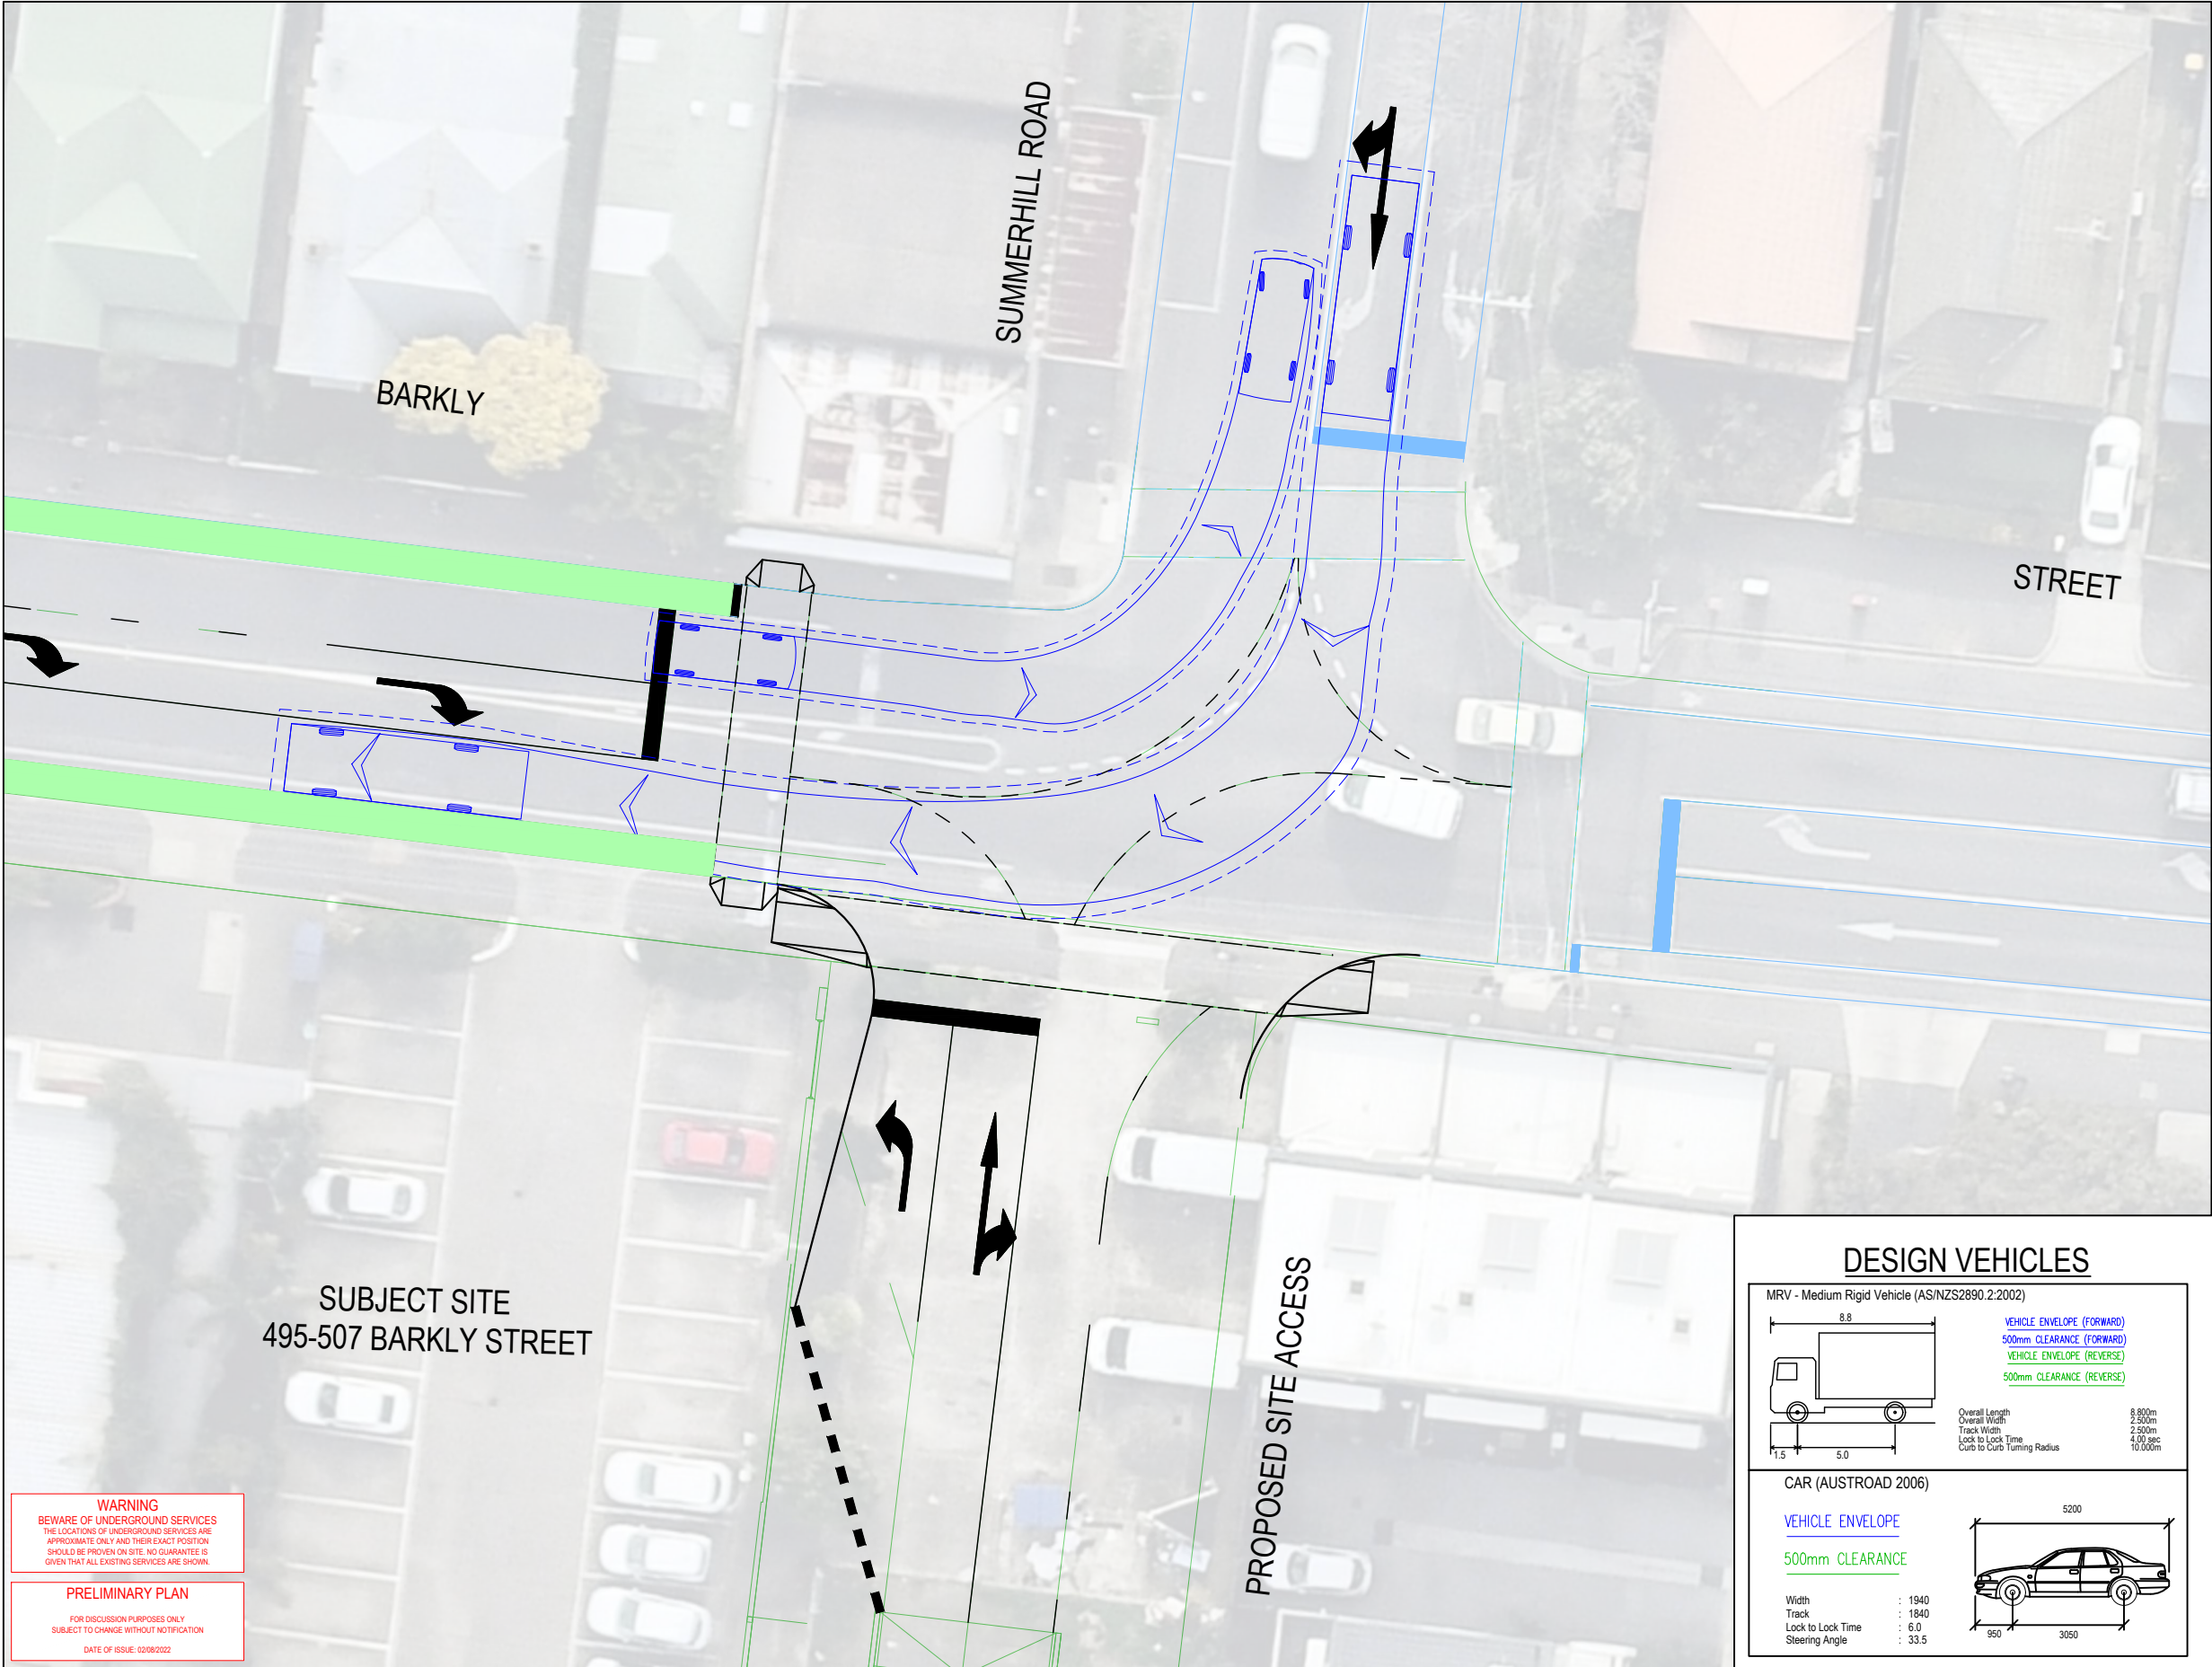 SUMMERHILL ROAD
BARKLY
STREET
SUBJECT SITE
495-507 BARKLY STREET
PROPOSED SITE ACCESS
WARNING
BEWARE OF UNDERGROUND SERVICES
THE LOCATIONS OF UNDERGROUND SERVICES ARE
APPROXIMATE ONLY AND THEIR EXACT POSITION
SHOULD BE PROVEN ON SITE. NO GUARANTEE IS
GIVEN THAT ALL EXISTING SERVICES ARE SHOWN.
PRELIMINARY PLAN
FOR DISCUSSION PURPOSES ONLY
SUBJECT TO CHANGE WITHOUT NOTIFICATION
DATE OF ISSUE: 02/08/2022
DESIGN VEHICLES
MRV - Medium Rigid Vehicle (AS/NZS2890.2:2002)
8.8
1.5
5.0
VEHICLE ENVELOPE (FORWARD)
500mm CLEARANCE (FORWARD)
VEHICLE ENVELOPE (REVERSE)
500mm CLEARANCE (REVERSE)
Overall Length 8.800m
Overall Width 2.500m
Track Width 2.500m
Lock to Lock Time 4.00 sec
Curb to Curb Turning Radius 10.000m
CAR (AUSTROAD 2006)
VEHICLE ENVELOPE
500mm CLEARANCE
Width : 1940
Track : 1840
Lock to Lock Time : 6.0
Steering Angle : 33.5
5200
950
3050